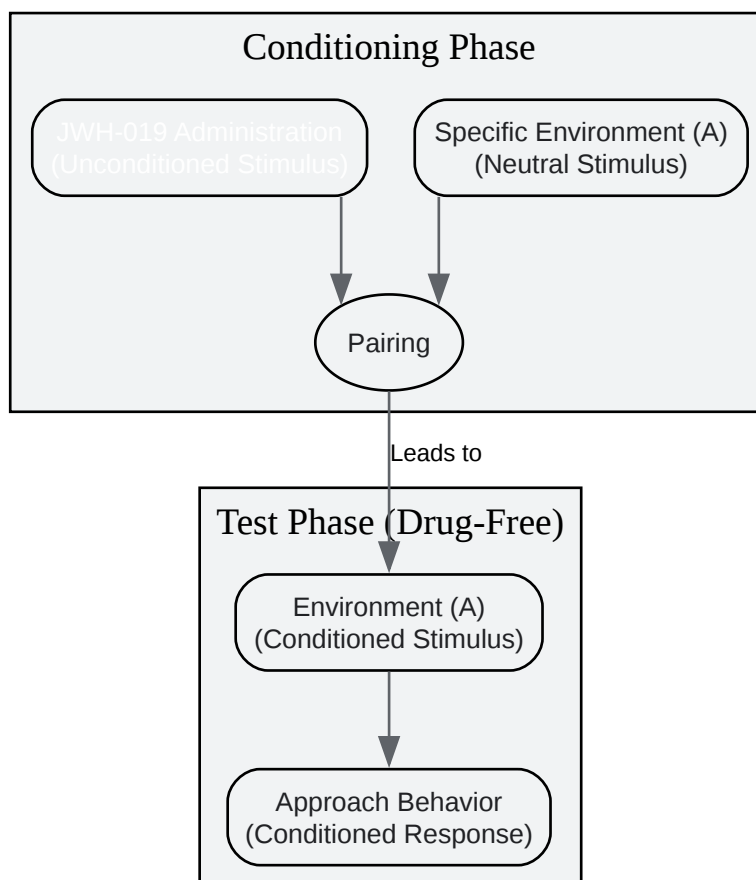 Conditioning Phase
JWH-019 Administration
(Unconditioned Stimulus)
Specific Environment (A)
(Neutral Stimulus)
Pairing
Leads to
Test Phase (Drug-Free)
Environment (A)
(Conditioned Stimulus)
Approach Behavior
(Conditioned Response)